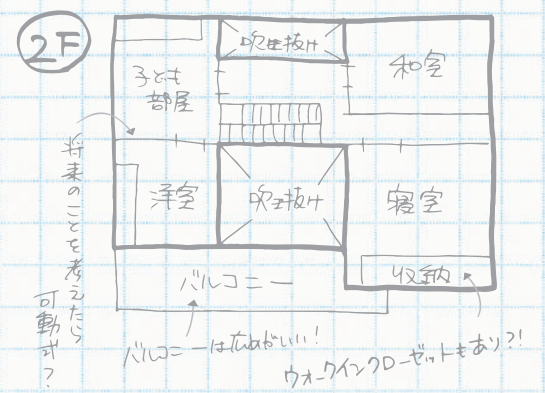 2F
吹き抜け
子ども
部屋
和室
洋室
吹き抜け
寝室
収納
バルコニー
将来のことを考えたら
可動式?
バルコニーは広めがいい!
ウォークインクローゼットもあり?!